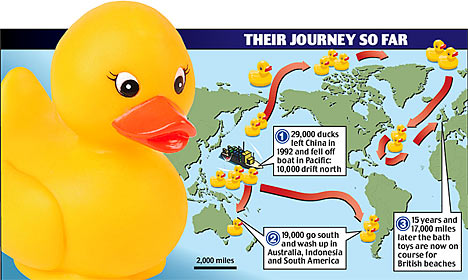 THEIR JOURNEY SO FAR
1 29,000 ducks
left China in
1992 and fell off
boat in Pacific:
10,000 drift north
2 19,000 go south
and wash up in
Australia, Indonesia
and South America
3 15 years and
17,000 miles
later the bath
toys are now on
course for
British beaches
2,000 miles